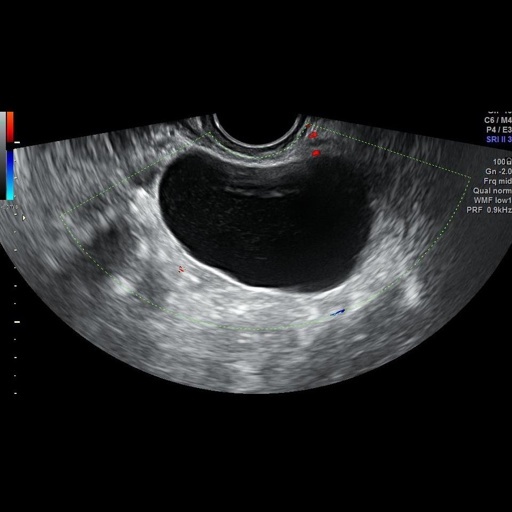 C6 / M4
P4 / E3
SRI II 3
100
Gn -2.0
Frq mid
Qual norm
WMF low1
PRF 0.9kHz